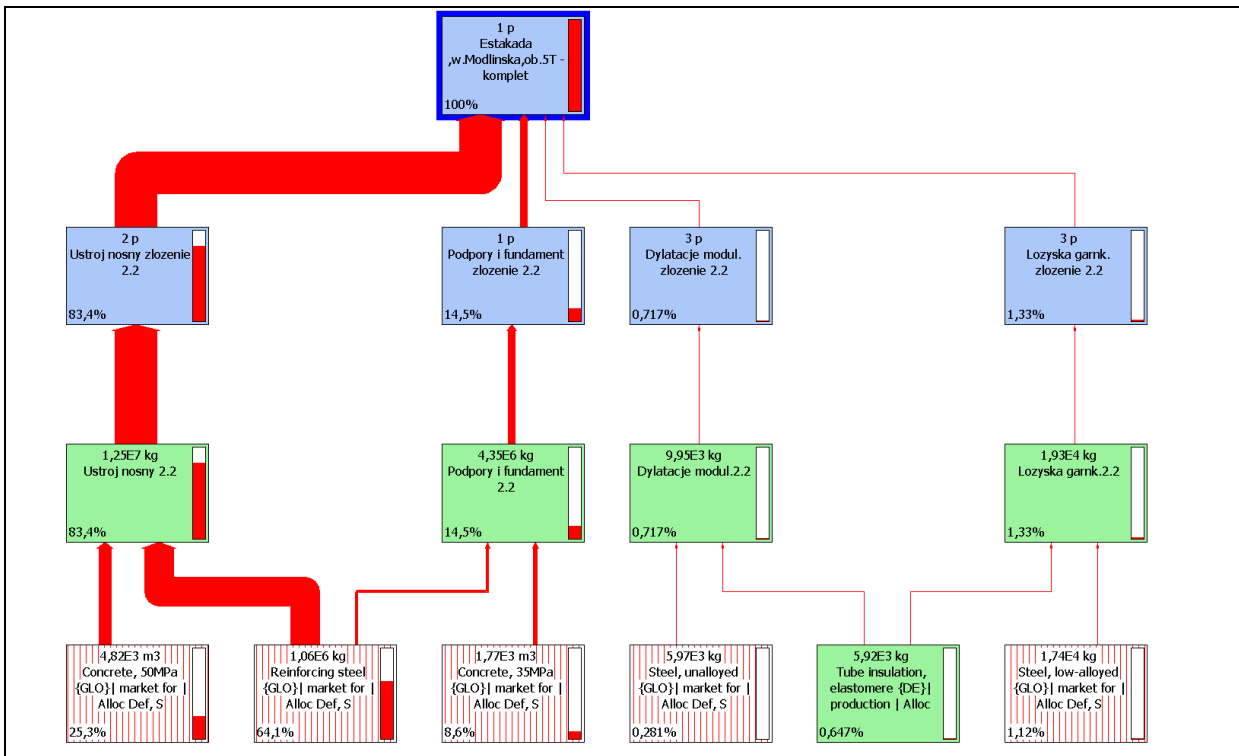 1 p
Estakada
,w.Modlinska,ob.5T -
komplet
100%
2 p
Ustroj nosny zlozenie
2.2
83,4%
1 p
Podpory i fundament
zlozenie 2.2
14,5%
3 p
Dylatacje modul.
zlozenie 2.2
0,717%
3 p
Lozyska garnk.
zlozenie 2.2
1,33%
1,25E7 kg
Ustroj nosny 2.2
83,4%
4,35E6 kg
Podpory i fundament
2.2
14,5%
9,95E3 kg
Dylatacje modul.2.2
0,717%
1,93E4 kg
Lozyska garnk.2.2
1,33%
4,82E3 m3
Concrete, 50MPa
{GLO}| market for |
Alloc Def, S
25,3%
1,06E6 kg
Reinforcing steel
{GLO}| market for |
Alloc Def, S
64,1%
1,77E3 m3
Concrete, 35MPa
{GLO}| market for |
Alloc Def, S
8,6%
5,97E3 kg
Steel, unalloyed
{GLO}| market for |
Alloc Def, S
0,281%
5,92E3 kg
Tube insulation,
elastomere {DE}|
production | Alloc
0,647%
1,74E4 kg
Steel, low-alloyed
{GLO}| market for |
Alloc Def, S
1,12%